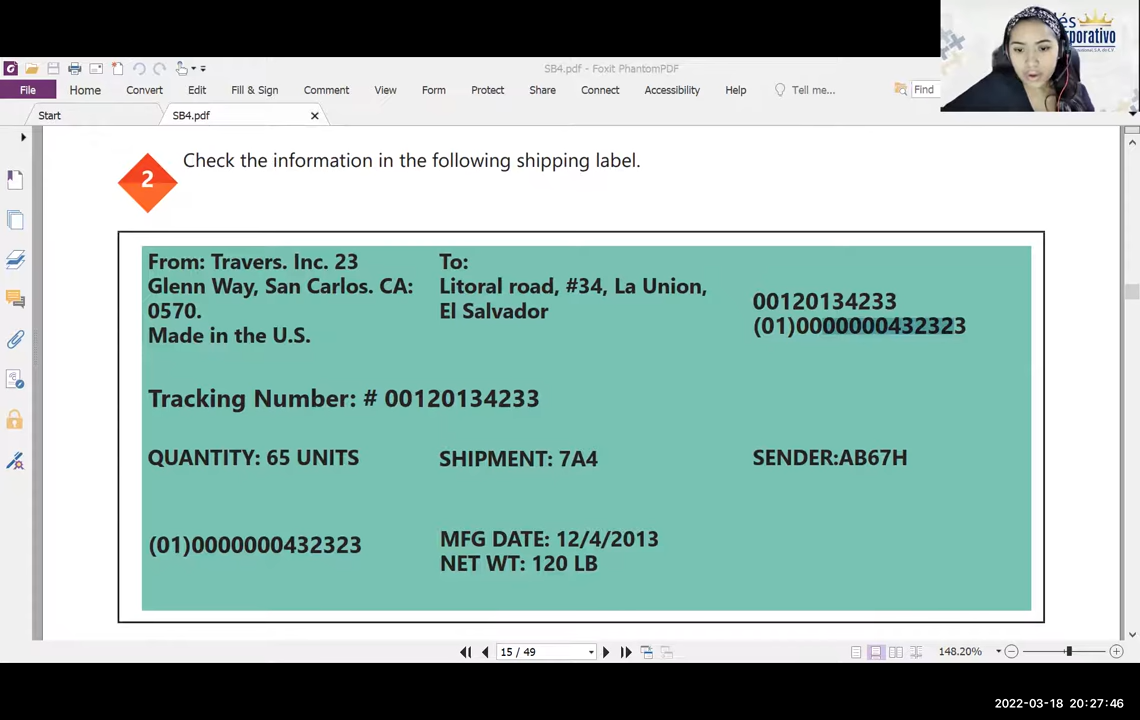 és
corporativo
SB4.pdf - Foxit PhantomPDF
File Home Convert Edit Fill & Sign Comment View Form Protect Share Connect Accessibility Help Tell me... Find
Start SB4.pdf
2
Check the information in the following shipping label.
From: Travers. Inc. 23
Glenn Way, San Carlos. CA:
0570.
Made in the U.S.
To:
Litoral road, #34, La Union,
El Salvador
00120134233
(01)0000000432323
Tracking Number: # 00120134233
QUANTITY: 65 UNITS
SHIPMENT: 7A4
SENDER:AB67H
(01)0000000432323
MFG DATE: 12/4/2013
NET WT: 120 LB
15 / 49
148.20%
2022-03-18 20:27:46